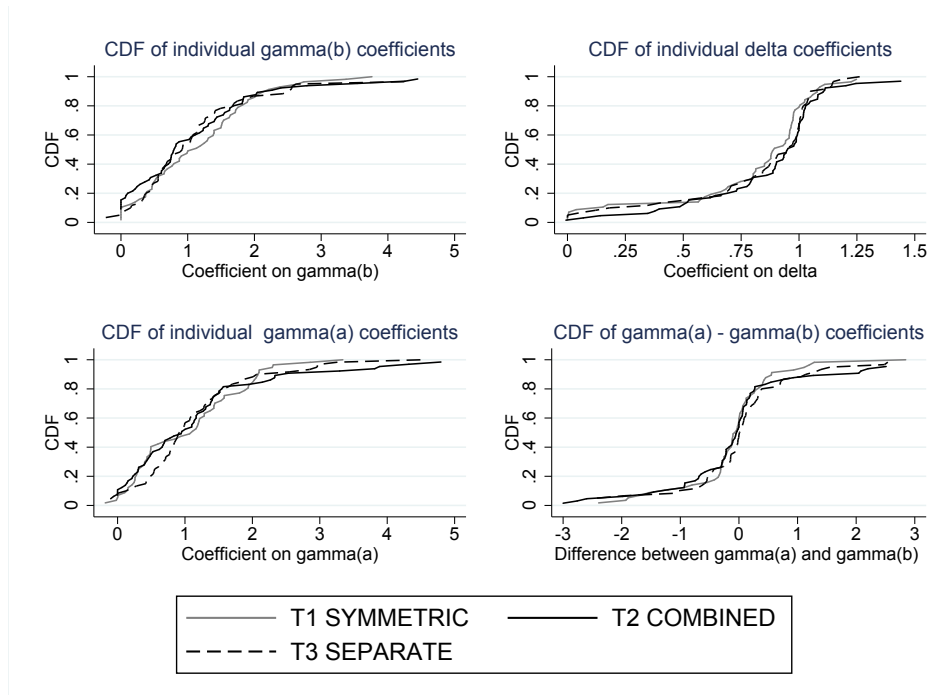 CDF of individual gamma(b) coefficients
CDF
0 .2 .4 .6 .8 1
0 1 2 3 4 5
Coefficient on gamma(b)
CDF of individual delta coefficients
CDF
0 .2 .4 .6 .8 1
0 .25 .5 .75 1 1.25 1.5
Coefficient on delta
CDF of individual gamma(a) coefficients
CDF
0 .2 .4 .6 .8 1
0 1 2 3 4 5
Coefficient on gamma(a)
CDF of gamma(a) - gamma(b) coefficients
CDF
0 .2 .4 .6 .8 1
-3 -2 -1 0 1 2 3
Difference between gamma(a) and gamma(b)
T1 SYMMETRIC T2 COMBINED
T3 SEPARATE